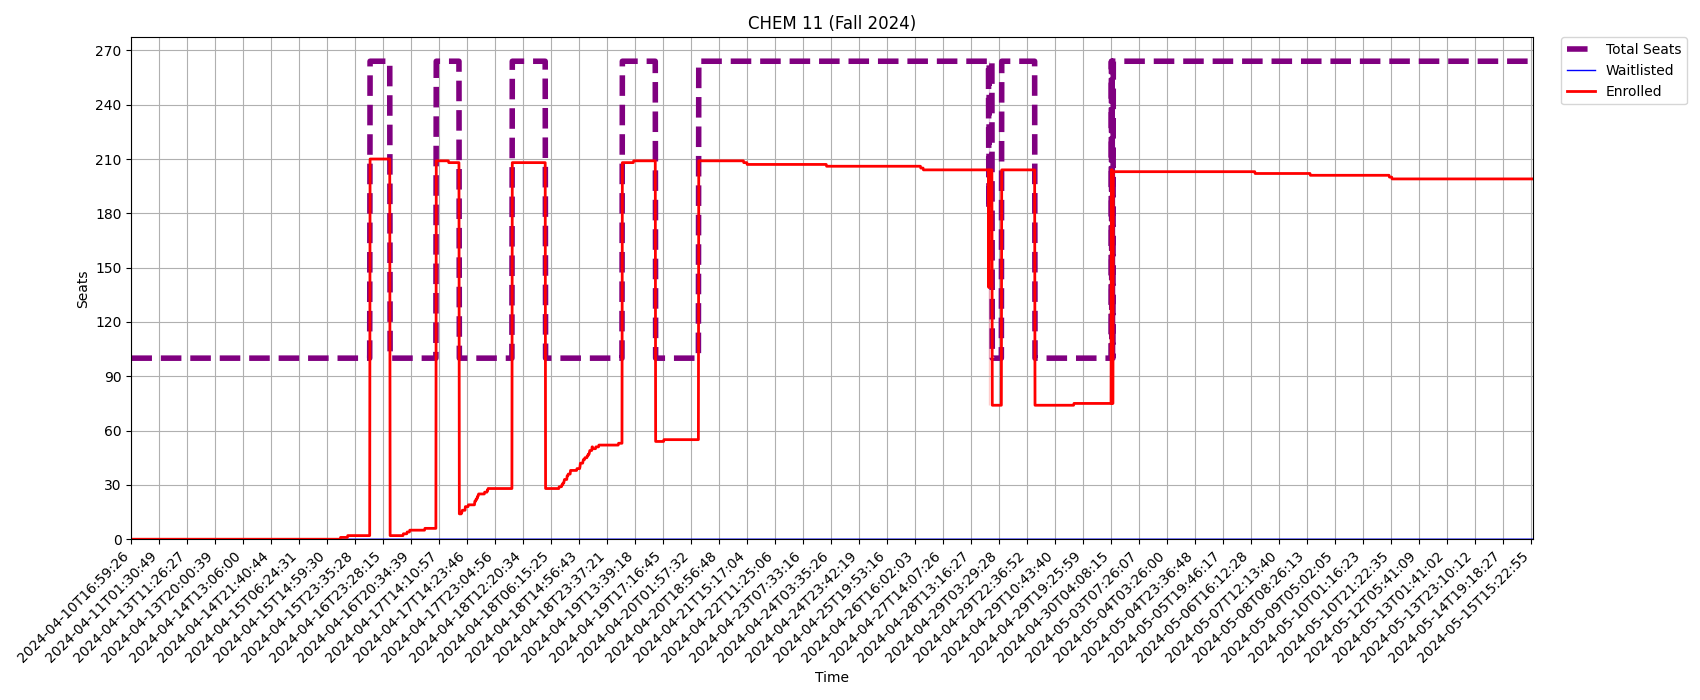 CHEM 11 (Fall 2024)
Total Seats
Waitlisted
Enrolled
270
240
210
180
150
120
90
60
30
0
Seats
2024-04-10T16:59:26
2024-04-11T01:30:49
2024-04-13T11:26:27
2024-04-13T20:00:39
2024-04-14T13:06:00
2024-04-14T21:40:44
2024-04-15T06:24:31
2024-04-15T14:59:30
2024-04-15T23:35:28
2024-04-16T23:28:15
2024-04-16T20:34:39
2024-04-17T14:10:57
2024-04-17T14:23:46
2024-04-17T23:04:56
2024-04-18T12:20:34
2024-04-18T06:15:25
2024-04-18T14:56:43
2024-04-18T23:37:21
2024-04-19T13:39:18
2024-04-19T17:16:45
2024-04-20T01:57:32
2024-04-20T18:56:48
2024-04-21T15:17:04
2024-04-22T11:25:06
2024-04-23T07:33:16
2024-04-24T03:35:26
2024-04-24T23:42:19
2024-04-25T19:53:16
2024-04-26T16:02:03
2024-04-27T14:07:26
2024-04-28T13:16:27
2024-04-29T03:29:28
2024-04-29T22:36:52
2024-04-29T10:43:40
2024-04-29T19:25:59
2024-04-30T04:08:15
2024-05-03T07:26:07
2024-05-04T03:26:00
2024-05-04T23:36:48
2024-05-05T19:46:17
2024-05-06T16:12:28
2024-05-07T12:13:40
2024-05-08T08:26:13
2024-05-09T05:02:05
2024-05-10T01:16:23
2024-05-10T21:22:35
2024-05-12T05:41:09
2024-05-13T01:41:02
2024-05-13T23:10:12
2024-05-14T19:18:27
2024-05-15T15:22:55
Time